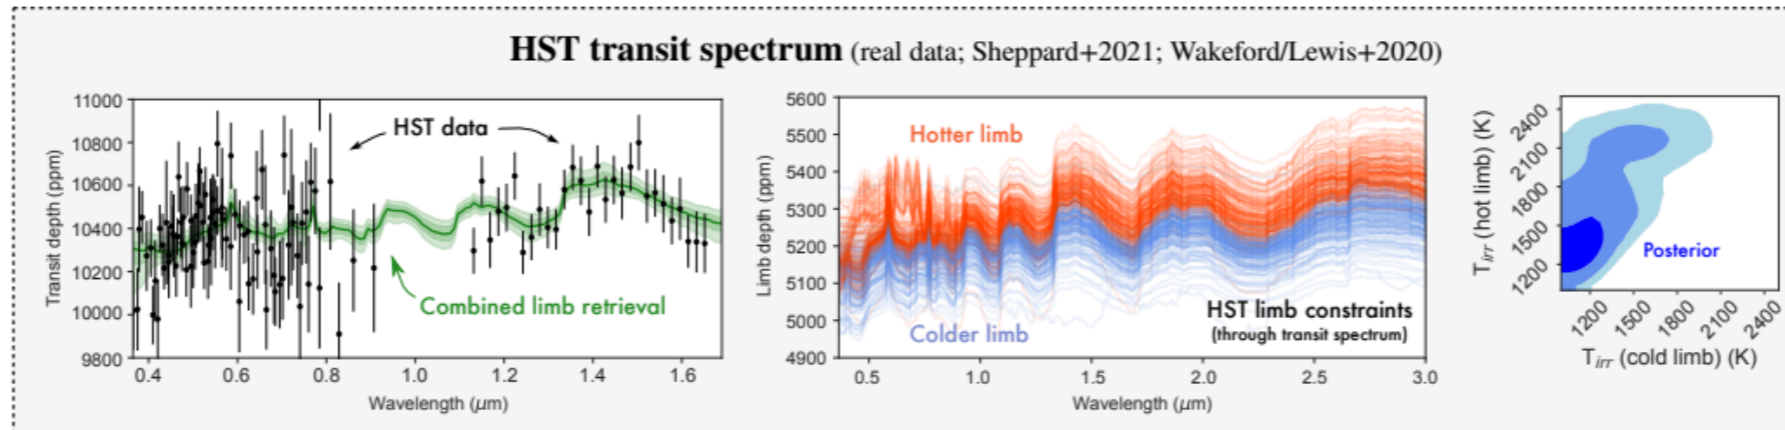 HST transit spectrum (real data; Sheppard+2021; Wakeford/Lewis+2020)
Transit depth (ppm)
11000
10800
10600
10400
10200
10000
9800
HST data
Combined limb retrieval
0.4 0.6 0.8 1.0 1.2 1.4 1.6
Wavelength (μm)
Limb depth (ppm)
5600
5500
5400
5300
5200
5100
5000
4900
Hotter limb
Colder limb
HST limb constraints
(through transit spectrum)
0.5 1.0 1.5 2.0 2.5 3.0
Wavelength (μm)
T_irr (hot limb) (K)
2400
2100
1800
1500
1200
Posterior
1200 1500 1800 2100 2400
T_irr (cold limb) (K)